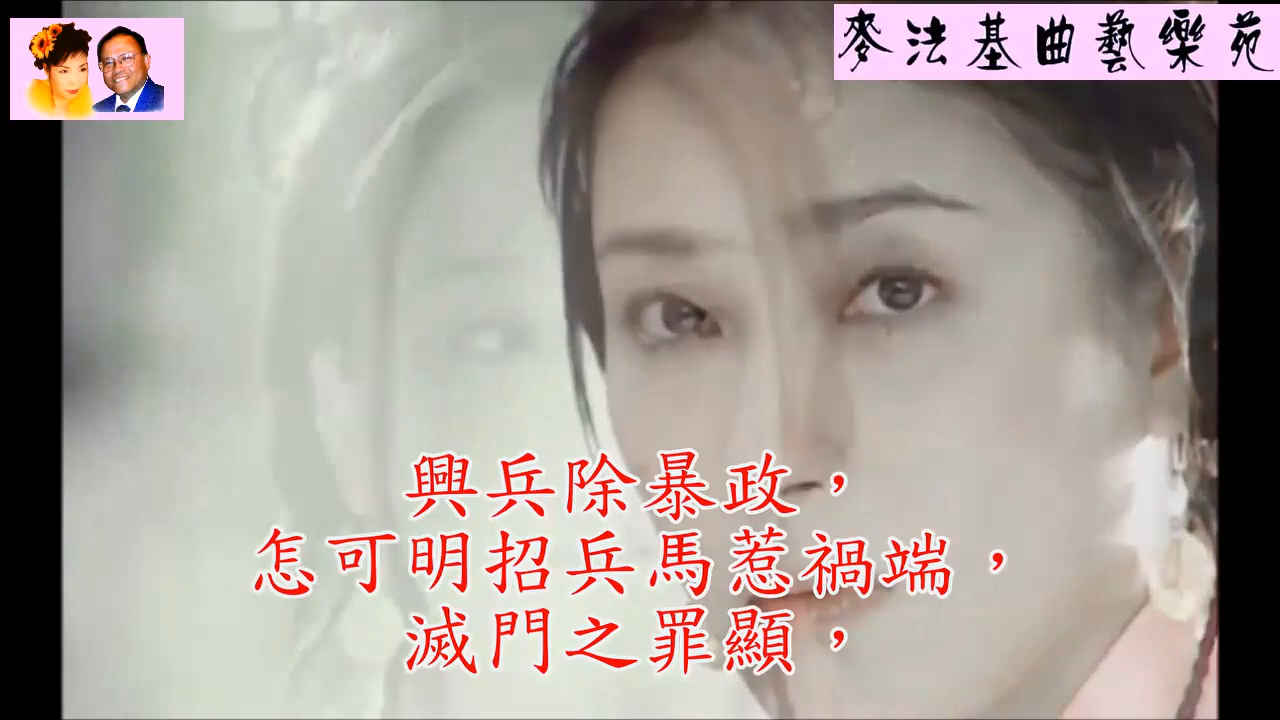 麥法基曲藝樂苑
興兵除暴政，
怎可明招兵馬惹禍端，
滅門之罪顯，